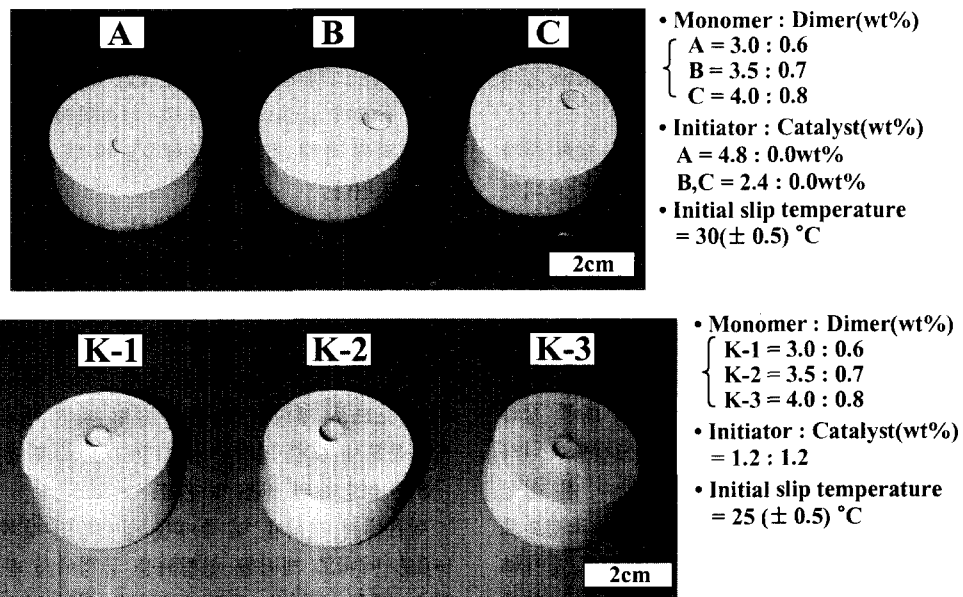 A B C
• Monomer : Dimer(wt%)
A = 3.0 : 0.6
B = 3.5 : 0.7
C = 4.0 : 0.8
• Initiator : Catalyst(wt%)
A = 4.8 : 0.0wt%
B,C = 2.4 : 0.0wt%
• Initial slip temperature
= 30(± 0.5) °C
2cm
K-1 K-2 K-3
• Monomer : Dimer(wt%)
K-1 = 3.0 : 0.6
K-2 = 3.5 : 0.7
K-3 = 4.0 : 0.8
• Initiator : Catalyst(wt%)
= 1.2 : 1.2
• Initial slip temperature
= 25 (± 0.5) °C
2cm